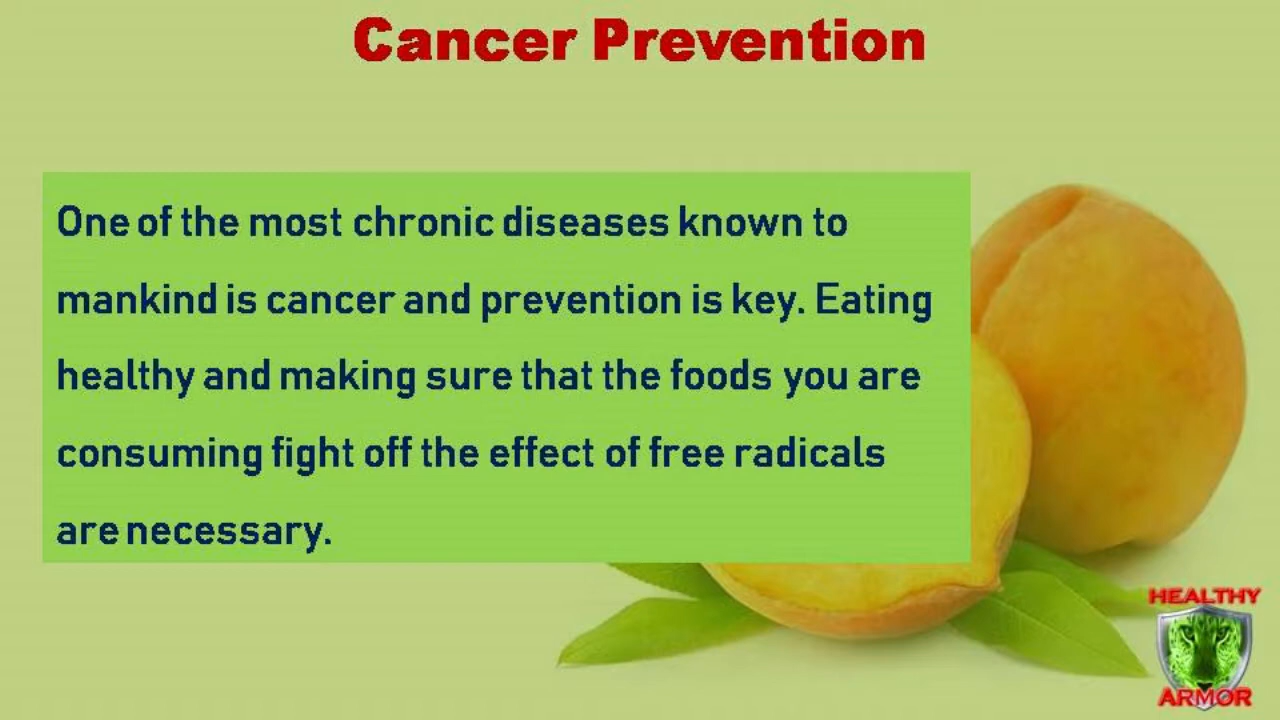 Cancer Prevention
One of the most chronic diseases known to
mankind is cancer and prevention is key. Eating
healthy and making sure that the foods you are
consuming fight off the effect of free radicals
are necessary.
HEALTHY
ARMOR